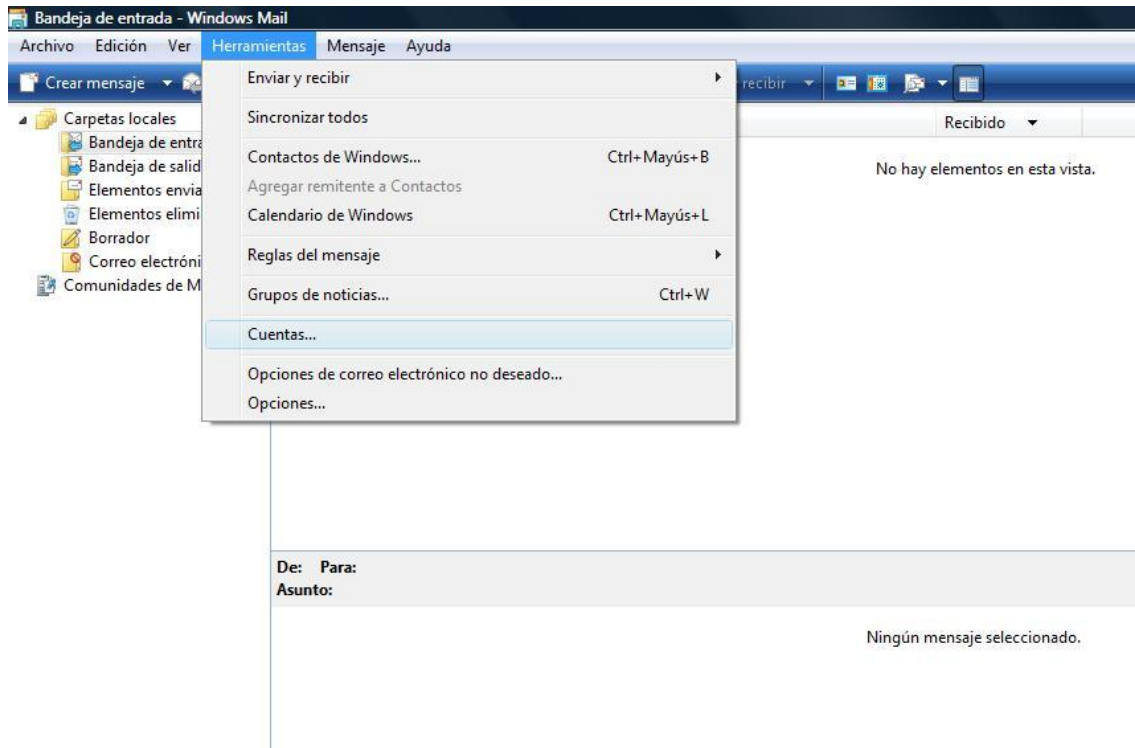 Bandeja de entrada - Windows Mail
Archivo Edición Ver Herramientas Mensaje Ayuda
Crear mensaje recibir
Carpetas locales
Bandeja de entra
Bandeja de salid
Elementos envia
Elementos elimi
Borrador
Correo electróni
Comunidades de M
Enviar y recibir
Sincronizar todos
Contactos de Windows... Ctrl+Mayús+B
Agregar remitente a Contactos
Calendario de Windows Ctrl+Mayús+L
Reglas del mensaje
Grupos de noticias... Ctrl+W
Cuentas...
Opciones de correo electrónico no deseado...
Opciones...
Recibido
No hay elementos en esta vista.
De: Para:
Asunto:
Ningún mensaje seleccionado.